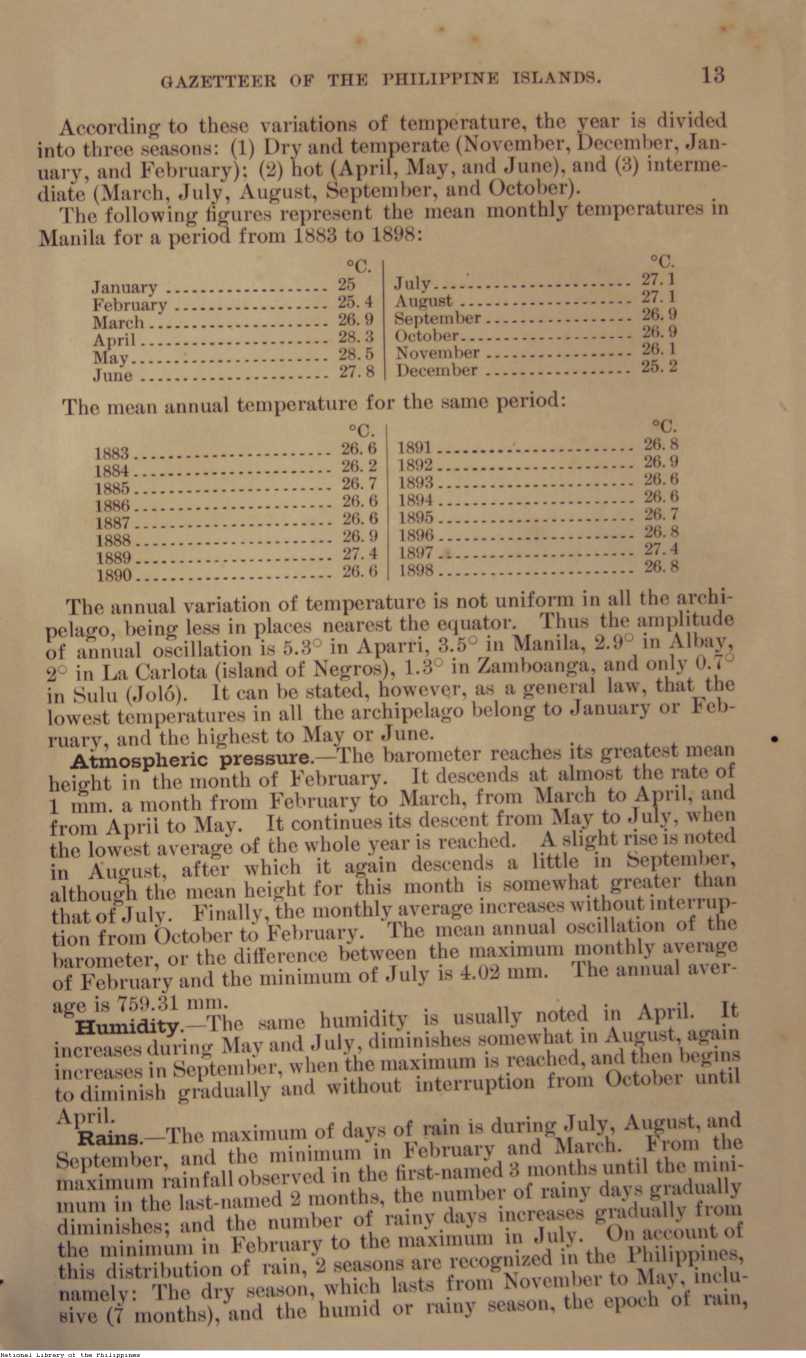 GAZETTEER OF THE PHILIPPINE ISLANDS. 13
According to these variations of temperature, the year is divided
into three seasons: (1) Dry and temperate (November, December, Jan-
uary, and February); (2) hot (April, May, and June), and (3) interme-
diate (March, July, August, September, and October).
The following figures represent the mean monthly temperatures in
Manila for a period from 1883 to 1898:
°C. °C.
January ................... 25 July....................... 27.1
February .................. 25.4 August .................... 27.1
March ..................... 26.9 September ................. 26.9
April ...................... 28.3 October.................... 26.9
May....................... 28.5 November ................. 26.1
June ...................... 27.8 December ................. 25.2
The mean annual temperature for the same period:
°C. °C.
1883 ....................... 26.6 1891 ....................... 26.8
1884 ....................... 26.2 1892 ....................... 26.9
1885 ....................... 26.7 1893 ....................... 26.6
1886 ....................... 26.6 1894 ....................... 26.6
1887 ....................... 26.6 1895 ....................... 26.7
1888 ....................... 26.9 1896 ....................... 26.8
1889 ....................... 27.4 1897 ....................... 27.4
1890 ....................... 26.6 1898 ....................... 26.8
The annual variation of temperature is not uniform in all the archi-
pelago, being less in places nearest the equator. Thus the amplitude
of annual oscillation is 5.3° in Aparri, 3.5° in Manila, 2.9° in Albay,
2° in La Carlota (island of Negros), 1.3° in Zamboanga, and only 0.7°
in Sulu (Joló). It can be stated, however, as a general law, that the
lowest temperatures in all the archipelago belong to January or Feb-
ruary, and the highest to May or June.
Atmospheric pressure.—The barometer reaches its greatest mean
height in the month of February. It descends at almost the rate of
1 mm. a month from February to March, from March to April, and
from April to May. It continues its descent from May to July, when
the lowest average of the whole year is reached. A slight rise is noted
in August, after which it again descends a little in September,
although the mean height for this month is somewhat greater than
that of July. Finally, the monthly average increases without interrup-
tion from October to February. The mean annual oscillation of the
barometer, or the difference between the maximum monthly average
of February and the minimum of July is 4.02 mm. The annual aver-
age is 759.31 mm.
Humidity.—The same humidity is usually noted in April. It
increases during May and July, diminishes somewhat in August, again
increases in September, when the maximum is reached, and then begins
to diminish gradually and without interruption from October until
April.
Rains.—The maximum of days of rain is during July, August, and
September, and the minimum in February and March. From the
maximum rainfall observed in the first-named 3 months until the mini-
mum in the last-named 2 months, the number of rainy days gradually
diminishes; and the number of rainy days increases gradually from
the minimum in February to the maximum in July. On account of
this distribution of rain, 2 seasons are recognized in the Philippines,
namely: The dry season, which lasts from November to May, inclu-
sive (7 months), and the humid or rainy season, the epoch of rain,
National Library of the Philippines